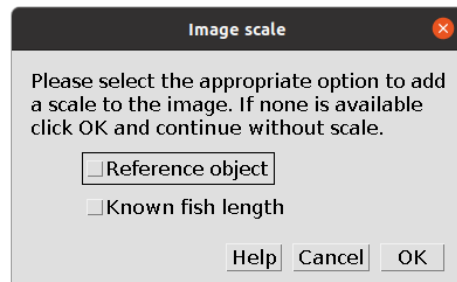 Image scale
Please select the appropriate option to add
a scale to the image. If none is available
click OK and continue without scale.
Reference object
Known fish length
Help Cancel OK